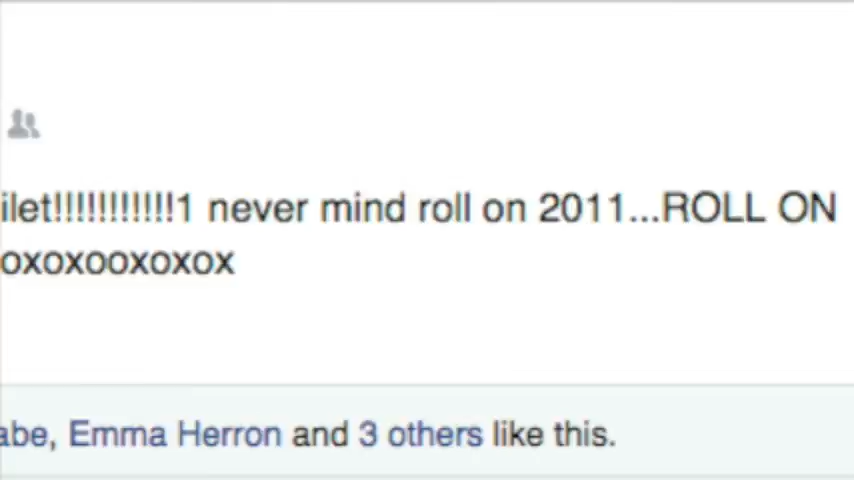 ilet!!!!!!!!!!!!1 never mind roll on 2011...ROLL ON
oxoxooxoxox
abe, Emma Herron and 3 others like this.